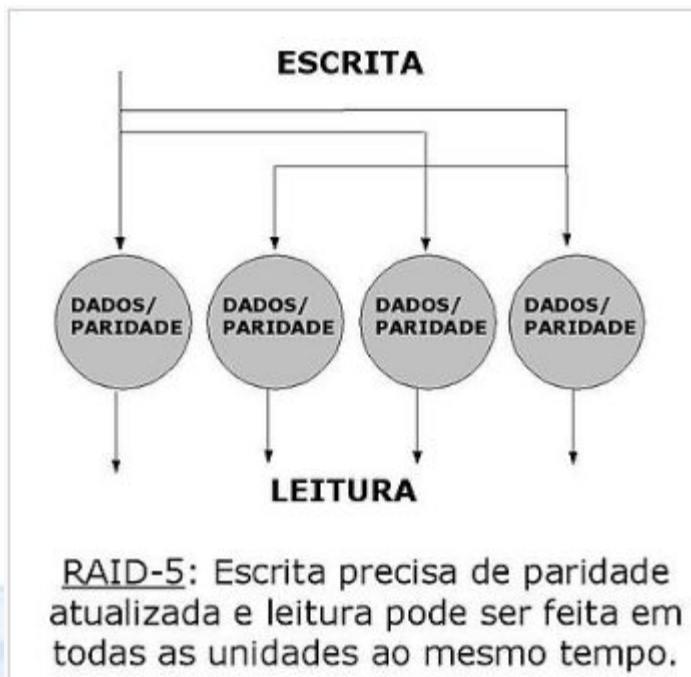 ESCRITA
DADOS/
PARIDADE
DADOS/
PARIDADE
DADOS/
PARIDADE
DADOS/
PARIDADE
LEITURA
RAID-5: Escrita precisa de paridade
atualizada e leitura pode ser feita em
todas as unidades ao mesmo tempo.